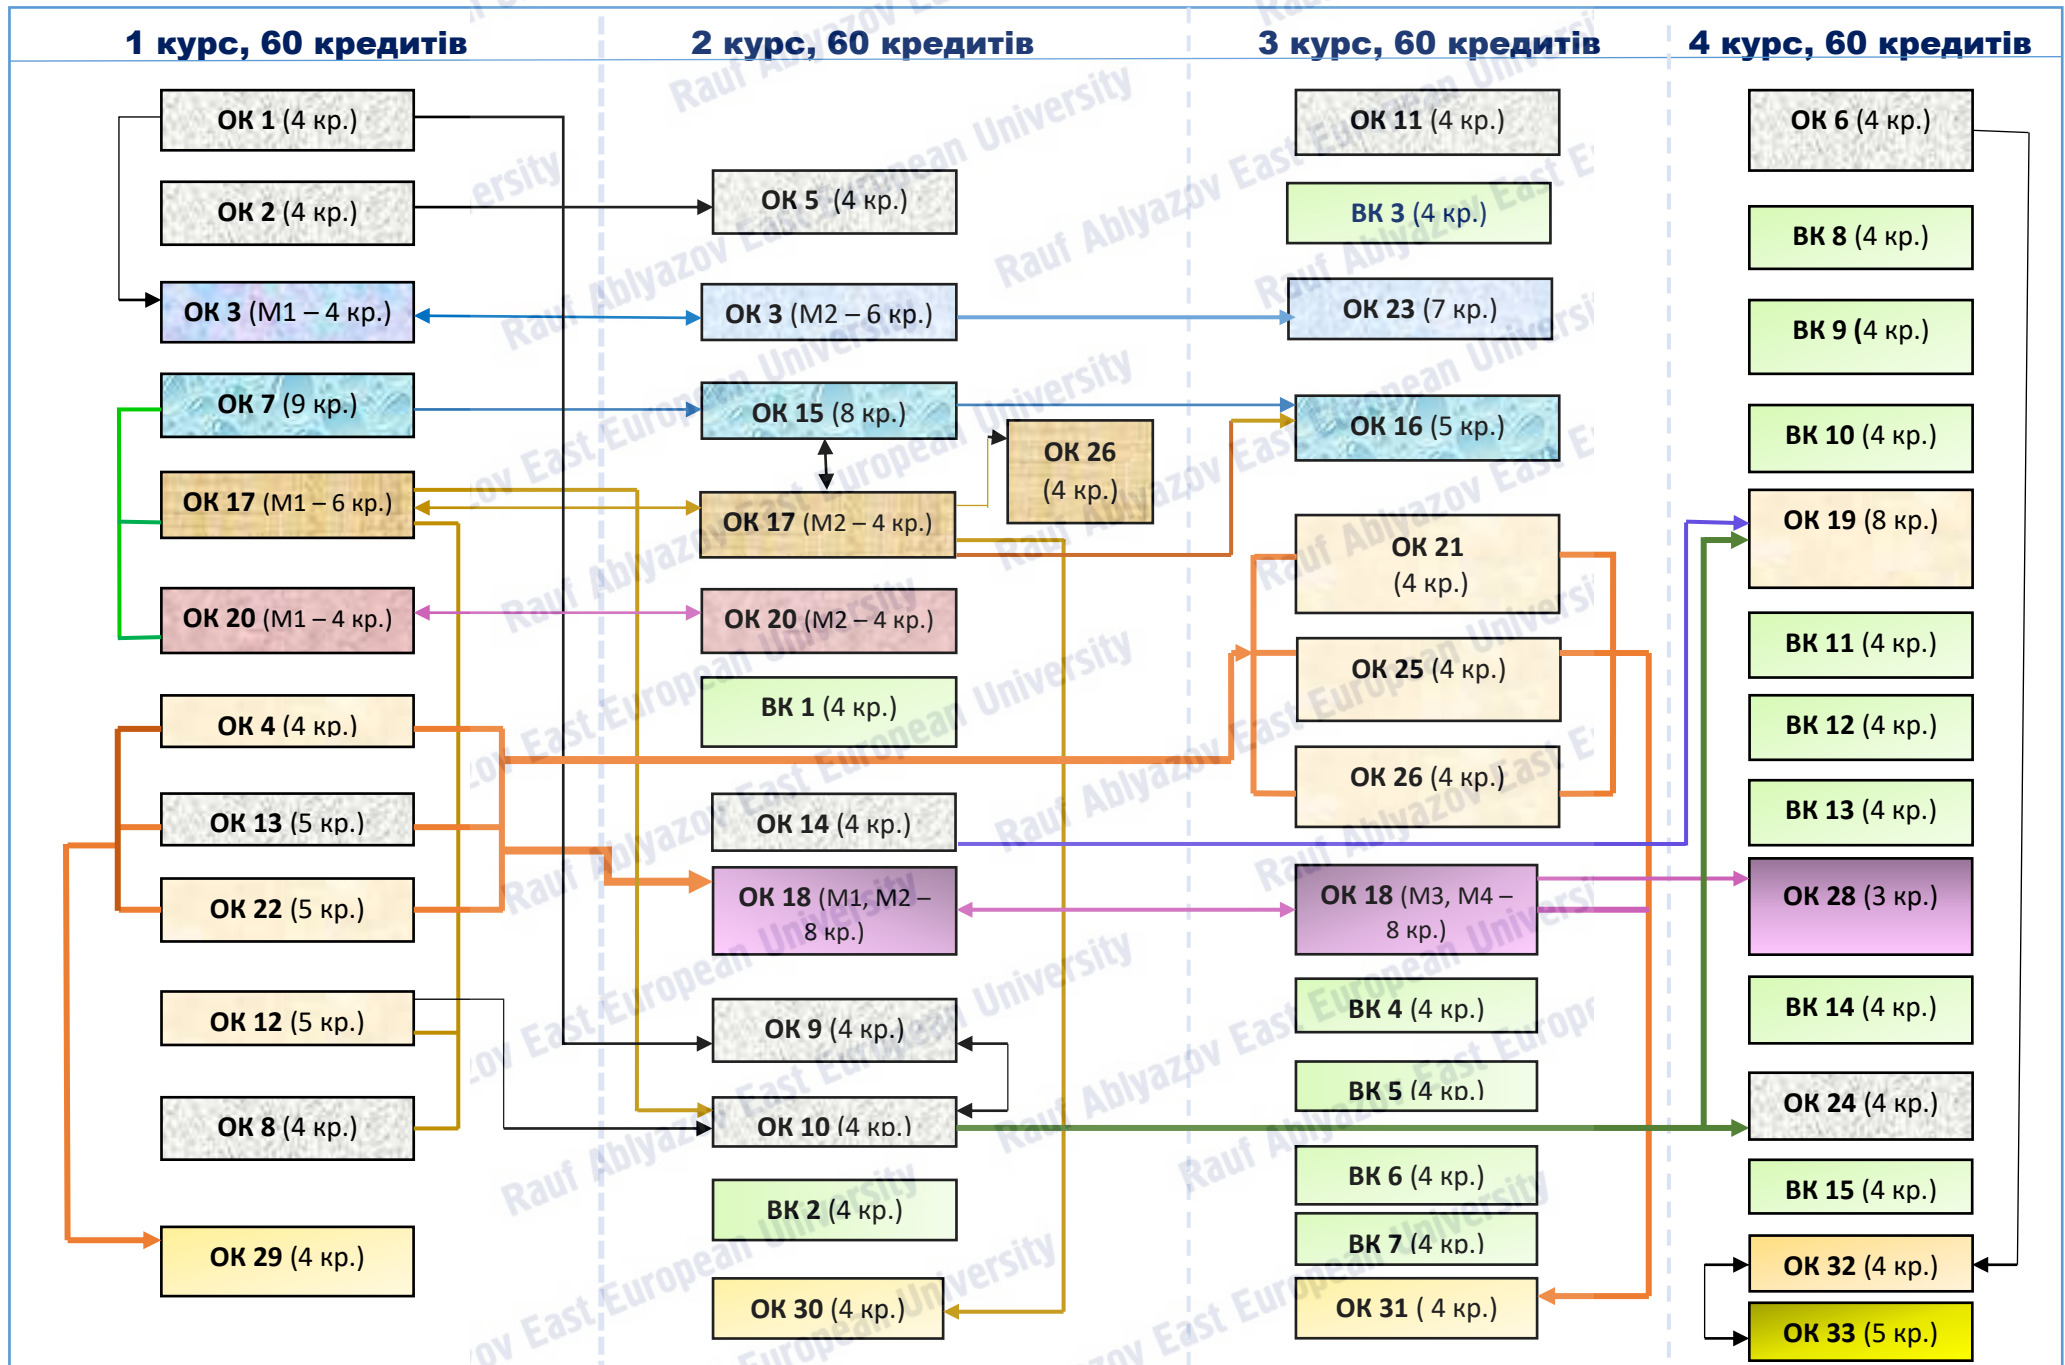 1 курс, 60 кредитів
2 курс, 60 кредитів
3 курс, 60 кредитів
4 курс, 60 кредитів
ОК 1 (4 кр.)
ОК 2 (4 кр.)
ОК 3 (М1 – 4 кр.)
ОК 7 (9 кр.)
ОК 17 (М1 – 6 кр.)
ОК 20 (М1 – 4 кр.)
ОК 4 (4 кр.)
ОК 13 (5 кр.)
ОК 22 (5 кр.)
ОК 12 (5 кр.)
ОК 8 (4 кр.)
ОК 29 (4 кр.)
ОК 5 (4 кр.)
ОК 3 (М2 – 6 кр.)
ОК 15 (8 кр.)
ОК 26
(4 кр.)
ОК 17 (М2 – 4 кр.)
ОК 20 (М2 – 4 кр.)
ВК 1 (4 кр.)
ОК 14 (4 кр.)
ОК 18 (М1, М2 –
8 кр.)
ОК 9 (4 кр.)
ОК 10 (4 кр.)
ВК 2 (4 кр.)
ОК 30 (4 кр.)
ОК 11 (4 кр.)
ВК 3 (4 кр.)
ОК 23 (7 кр.)
ОК 16 (5 кр.)
ОК 21
(4 кр.)
ОК 25 (4 кр.)
ОК 26 (4 кр.)
ОК 18 (М3, М4 –
8 кр.)
ВК 4 (4 кр.)
ВК 5 (4 кр.)
ВК 6 (4 кр.)
ВК 7 (4 кр.)
ОК 31 ( 4 кр.)
ОК 6 (4 кр.)
ВК 8 (4 кр.)
ВК 9 (4 кр.)
ВК 10 (4 кр.)
ОК 19 (8 кр.)
ВК 11 (4 кр.)
ВК 12 (4 кр.)
ВК 13 (4 кр.)
ОК 28 (3 кр.)
ВК 14 (4 кр.)
ОК 24 (4 кр.)
ВК 15 (4 кр.)
ОК 32 (4 кр.)
ОК 33 (5 кр.)
Rauf Ablyazov East European University